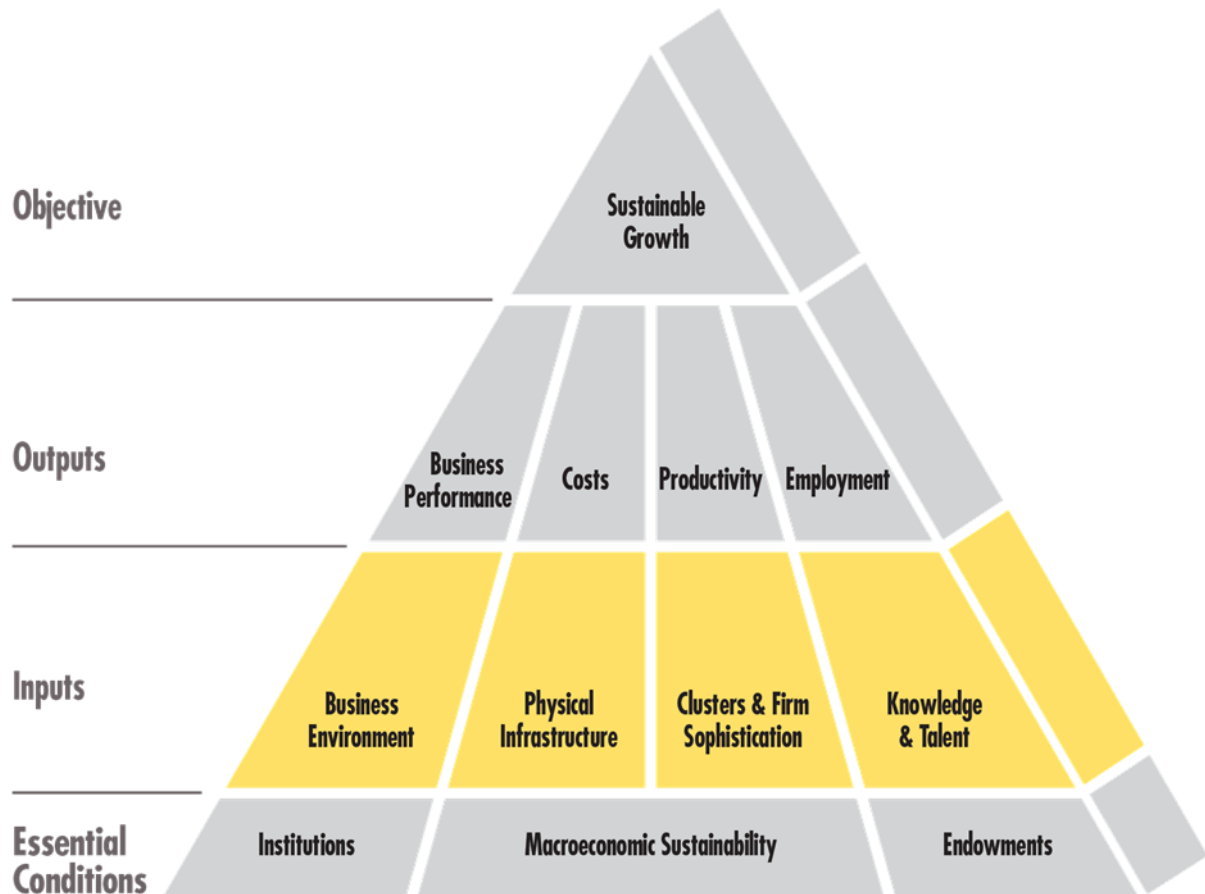 Objective
Sustainable
Growth
Outputs
Business
Performance
Costs
Productivity
Employment
Inputs
Business
Environment
Physical
Infrastructure
Clusters & Firm
Sophistication
Knowledge
& Talent
Essential
Conditions
Institutions
Macroeconomic Sustainability
Endowments